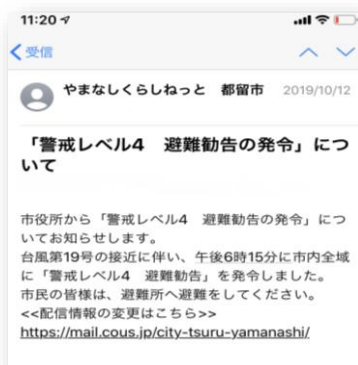 11:20
受信
やまなしくらしねっと　都留市　2019/10/12
「警戒レベル4　避難勧告の発令」につ
いて
市役所から「警戒レベル4　避難勧告の発令」につ
いてお知らせします。
台風第19号の接近に伴い、午後6時15分に市内全域
に「警戒レベル4　避難勧告」を発令しました。
市民の皆様は、避難所へ避難をしてください。
<<配信情報の変更はこちら>>
https://mail.cous.jp/city-tsuru-yamanashi/